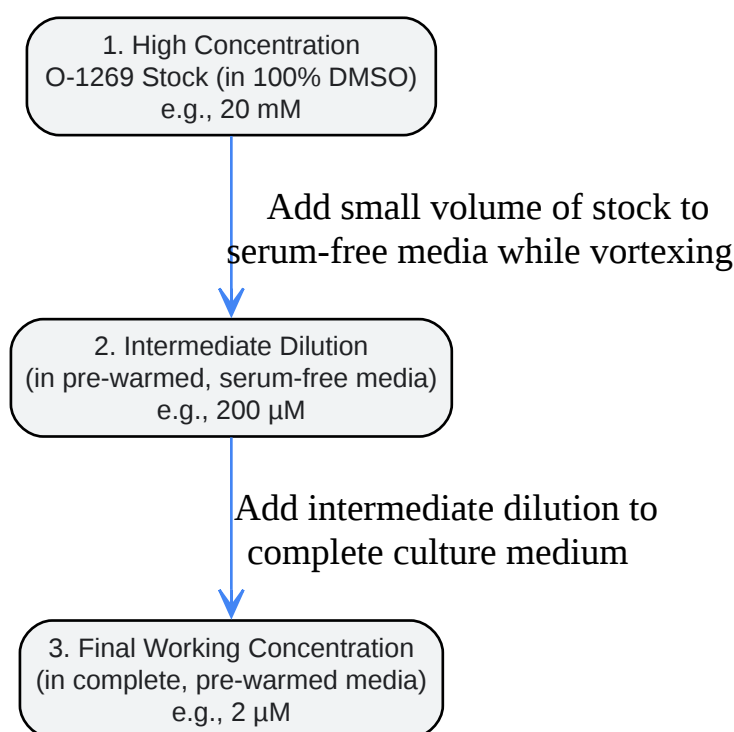 1. High Concentration
O-1269 Stock (in 100% DMSO)
e.g., 20 mM
Add small volume of stock to
serum-free media while vortexing
2. Intermediate Dilution
(in pre-warmed, serum-free media)
e.g., 200 µM
Add intermediate dilution to
complete culture medium
3. Final Working Concentration
(in complete, pre-warmed media)
e.g., 2 µM